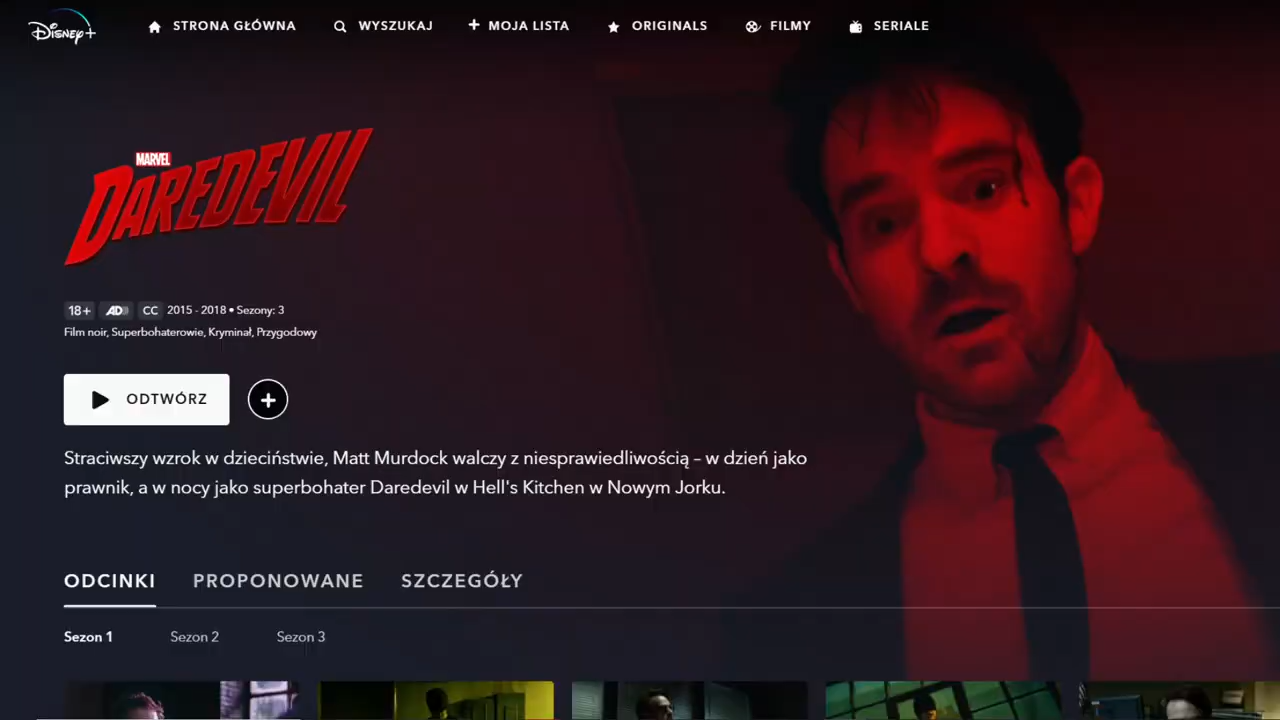 Disney+
STRONA GŁÓWNA
WYSZUKAJ
MOJA LISTA
ORIGINALS
FILMY
SERIALE
MARVEL
DAREDEVIL
18+ AD CC 2015 - 2018 • Sezony: 3
Film noir, Superbohaterowie, Kryminał, Przygodowy
ODTWÓRZ
Straciwszy wzrok w dzieciństwie, Matt Murdock walczy z niesprawiedliwością – w dzień jako
prawnik, a w nocy jako superbohater Daredevil w Hell's Kitchen w Nowym Jorku.
ODCINKI
PROPONOWANE
SZCZEGÓŁY
Sezon 1
Sezon 2
Sezon 3